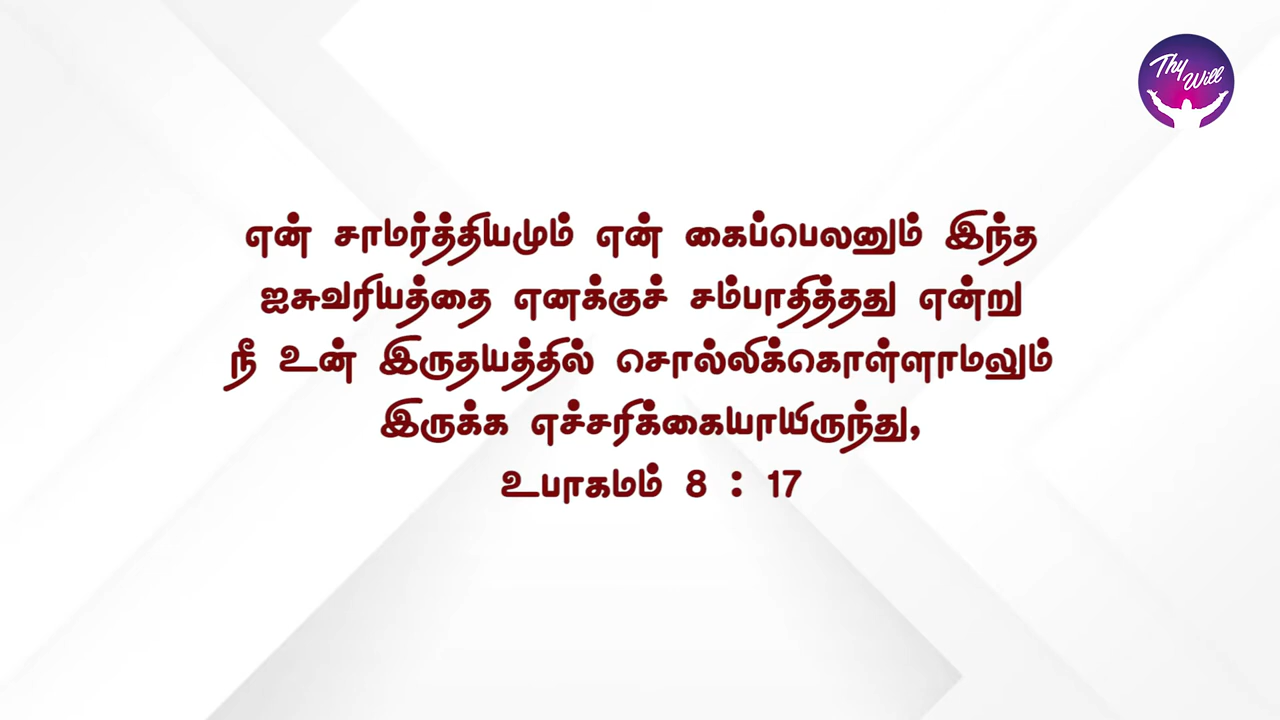 Thy Will
என் சாமர்த்தியமும் என் கைப்பெலனும் இந்த
ஐசுவரியத்தை எனக்குச் சம்பாதித்தது என்று
நீ உன் இருதயத்தில் சொல்லிக்கொள்ளாமலும்
இருக்க எச்சரிக்கையாயிருந்து,
உபாகமம் 8 : 17